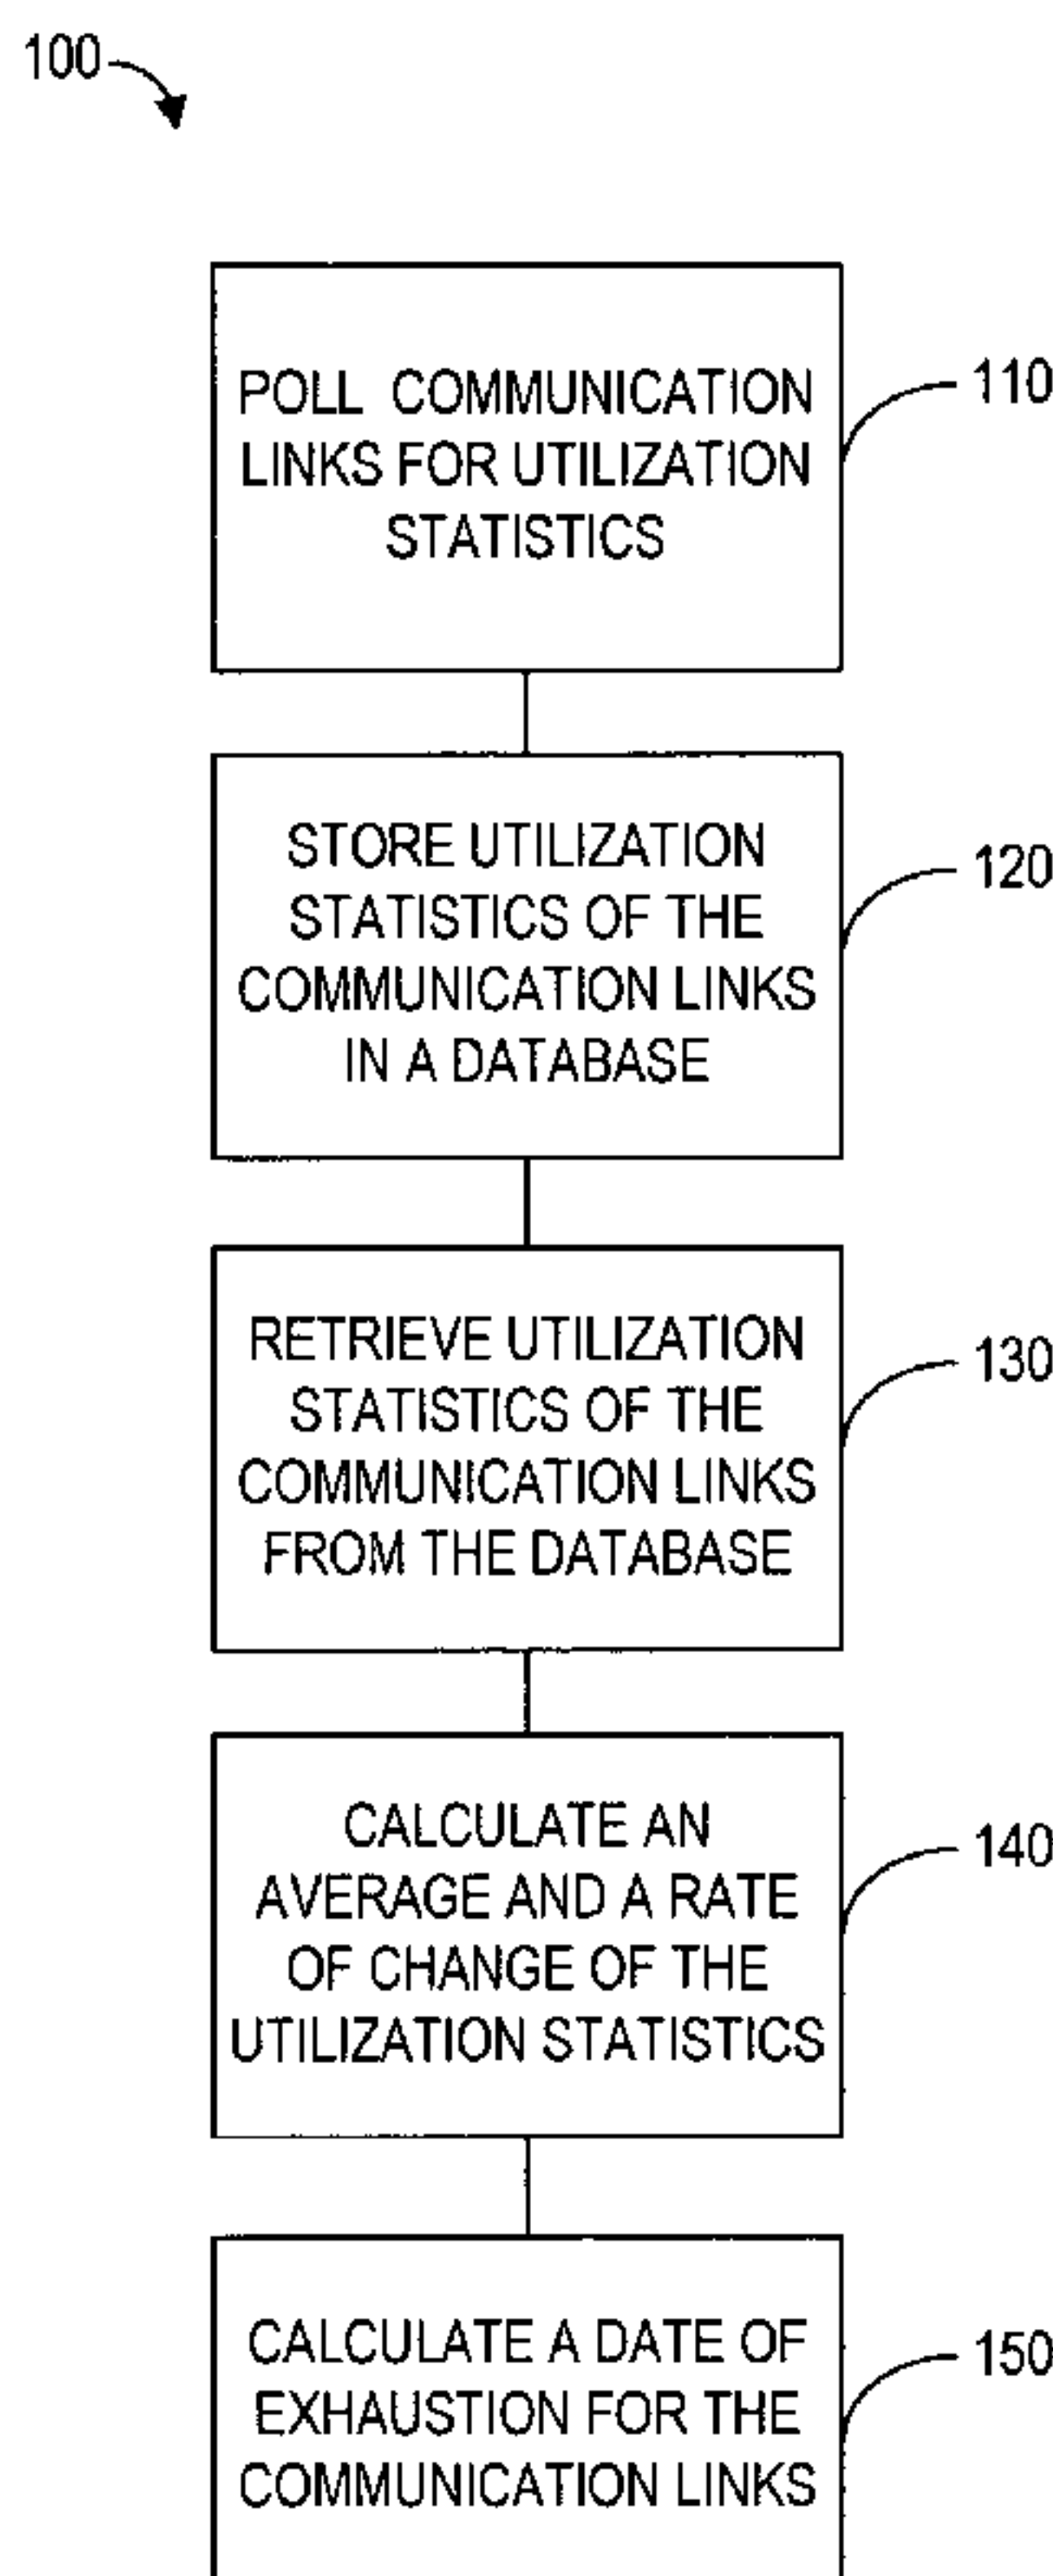 100
POLL COMMUNICATION
LINKS FOR UTILIZATION
STATISTICS
110
STORE UTILIZATION
STATISTICS OF THE
COMMUNICATION LINKS
IN A DATABASE
120
RETRIEVE UTILIZATION
STATISTICS OF THE
COMMUNICATION LINKS
FROM THE DATABASE
130
CALCULATE AN
AVERAGE AND A RATE
OF CHANGE OF THE
UTILIZATION STATISTICS
140
CALCULATE A DATE OF
EXHAUSTION FOR THE
COMMUNICATION LINKS
150